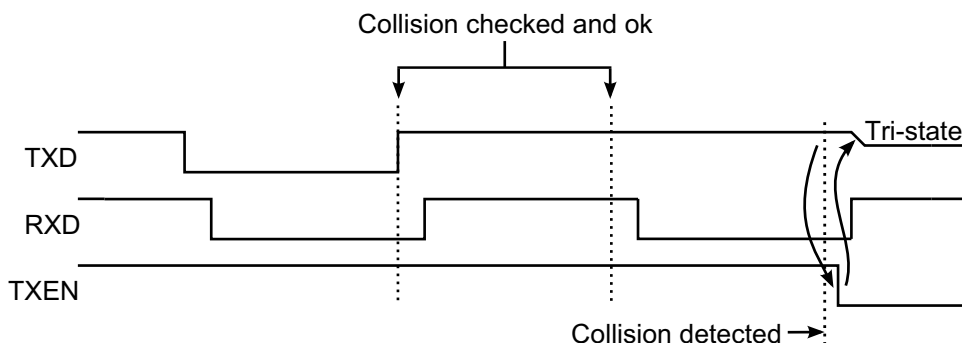 Collision checked and ok
Tri-state
TXD
RXD
TXEN
Collision detected